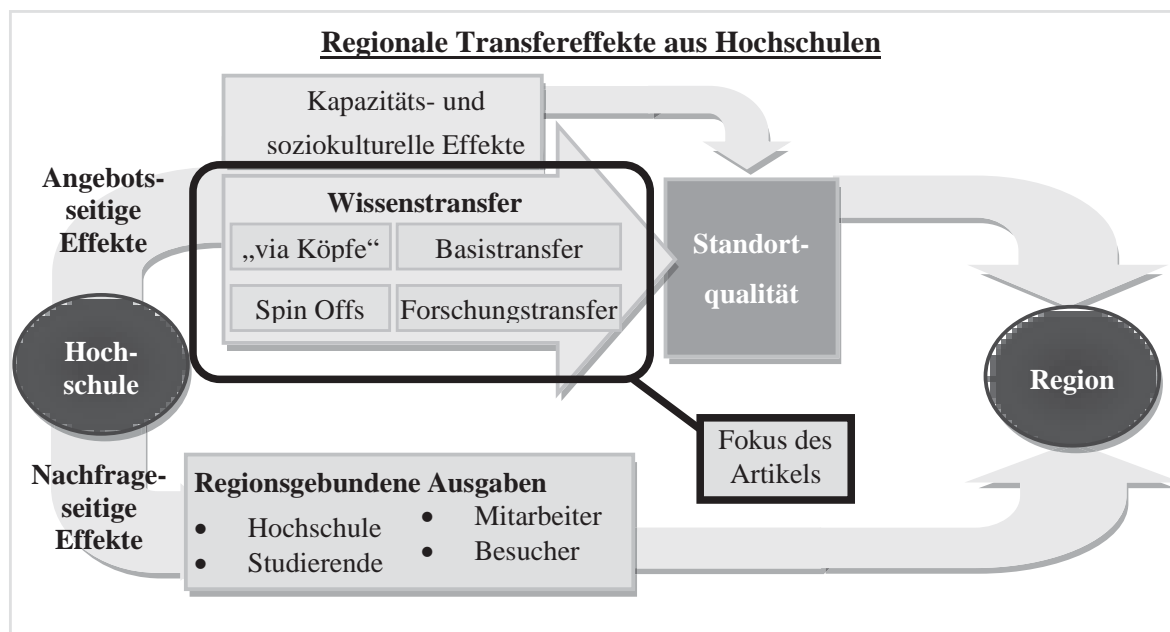 Regionale Transfereffekte aus Hochschulen
Kapazitäts- und
soziokulturelle Effekte
Angebots-
seitige
Effekte
Wissenstransfer
„via Köpfe“
Basistransfer
Spin Offs
Forschungstransfer
Standort-
qualität
Hoch-
schule
Region
Fokus des
Artikels
Nachfrage-
seitige
Effekte
Regionsgebundene Ausgaben
• Hochschule
• Studierende
• Mitarbeiter
• Besucher